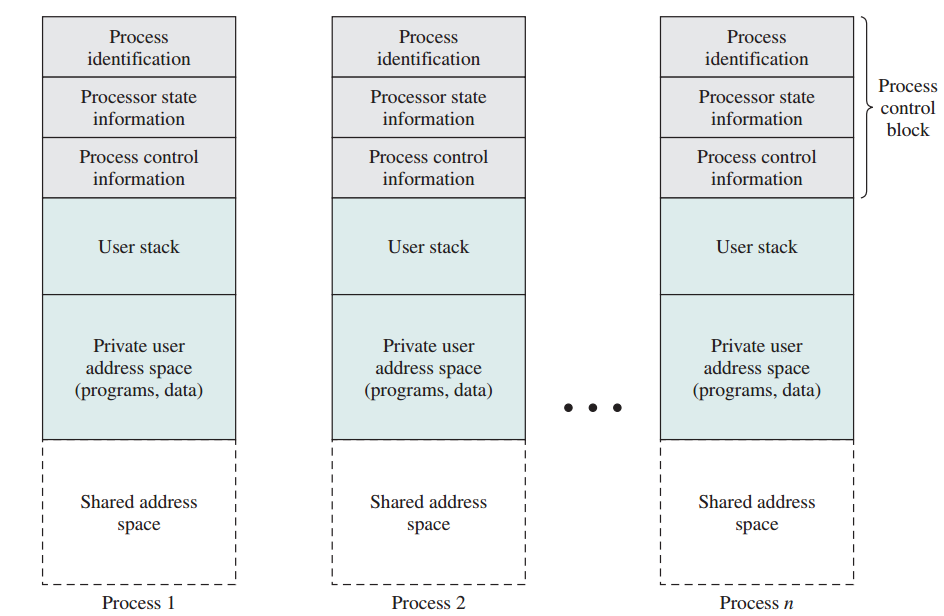 Process
identification
Processor state
information
Process control
information
User stack
Private user
address space
(programs, data)
Shared address
space
Process 1
Process
identification
Processor state
information
Process control
information
User stack
Private user
address space
(programs, data)
Shared address
space
Process 2
Process
identification
Processor state
information
Process control
information
User stack
Private user
address space
(programs, data)
Shared address
space
Process n
Process
control
block